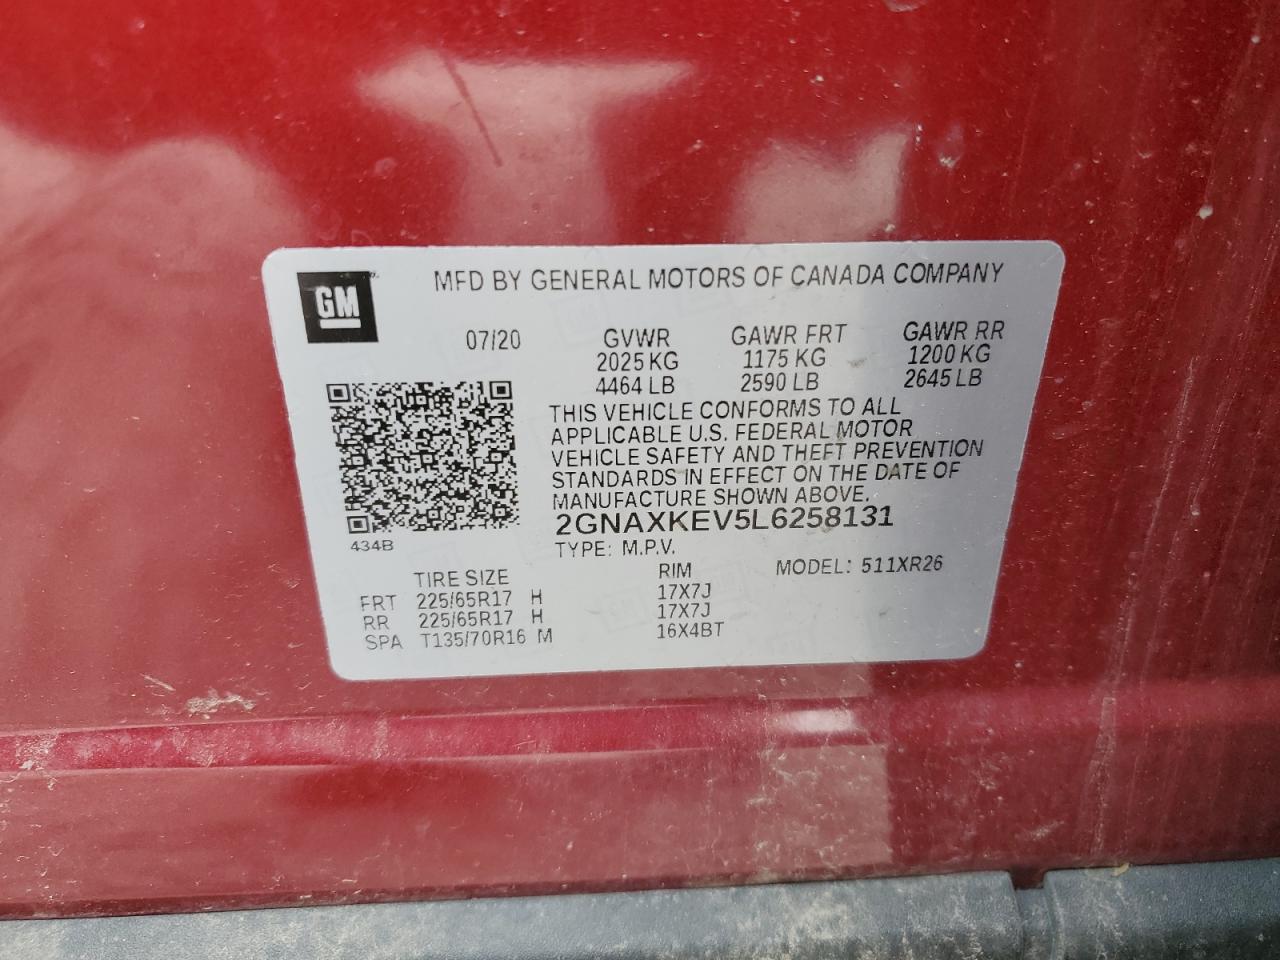 GM
MFD BY GENERAL MOTORS OF CANADA COMPANY
07/20 GVWR GAWR FRT GAWR RR
2025 KG 1175 KG 1200 KG
4464 LB 2590 LB 2645 LB
THIS VEHICLE CONFORMS TO ALL
APPLICABLE U.S. FEDERAL MOTOR
VEHICLE SAFETY AND THEFT PREVENTION
STANDARDS IN EFFECT ON THE DATE OF
MANUFACTURE SHOWN ABOVE.
2GNAXKEV5L6258131
434B
TYPE: M.P.V.
MODEL: 511XR26
TIRE SIZE RIM
FRT 225/65R17 H 17X7J
RR 225/65R17 H 17X7J
SPA T135/70R16 M 16X4BT